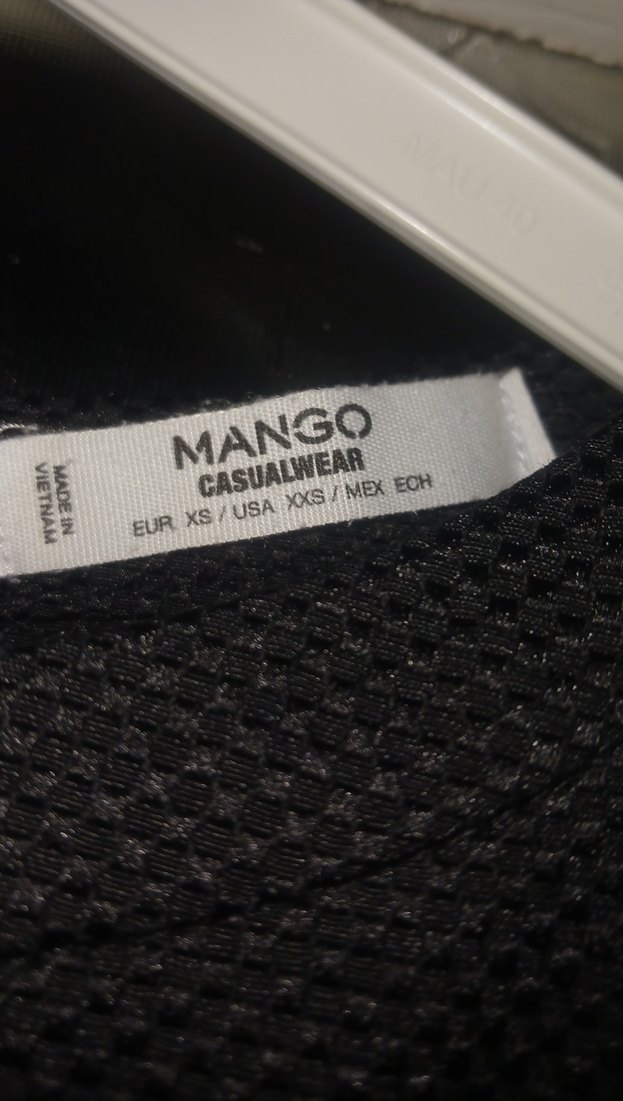 MANGO
CASUALWEAR
EUR XS / USA XXS / MEX ECH
MADE IN
VIETNAM